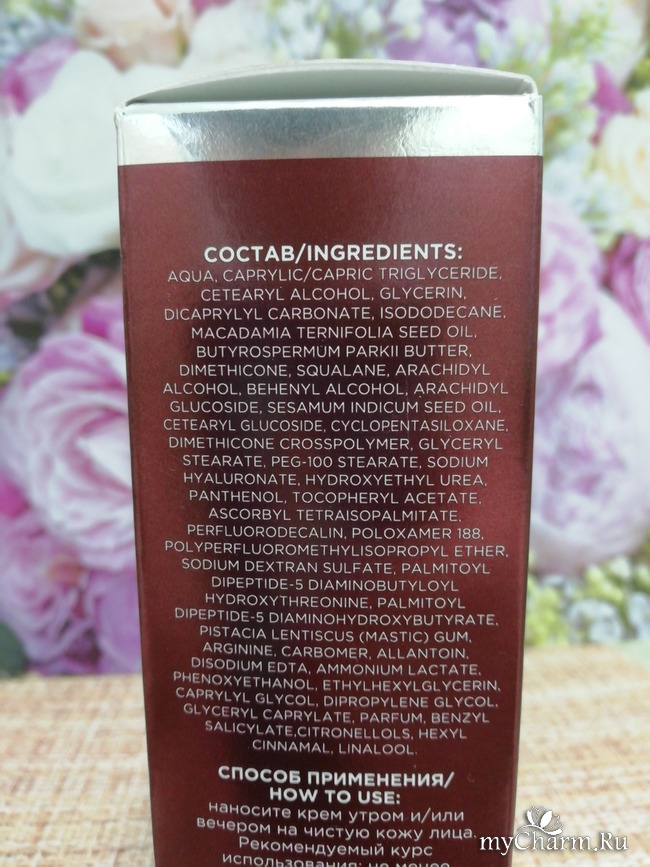 СОСТАВ/INGREDIENTS:
AQUA, CAPRYLIC/CAPRIC TRIGLYCERIDE,
CETEARYL ALCOHOL, GLYCERIN,
DICAPRYLYL CARBONATE, ISODODECANE,
MACADAMIA TERNIFOLIA SEED OIL,
BUTYROSPERMUM PARKII BUTTER,
DIMETHICONE, SQUALANE, ARACHIDYL
ALCOHOL, BEHENYL ALCOHOL, ARACHIDYL
GLUCOSIDE, SESAMUM INDICUM SEED OIL,
CETEARYL GLUCOSIDE, CYCLOPENTASILOXANE,
DIMETHICONE CROSSPOLYMER, GLYCERYL
STEARATE, PEG-100 STEARATE, SODIUM
HYALURONATE, HYDROXYETHYL UREA,
PANTHENOL, TOCOPHERYL ACETATE,
ASCORBYL TETRAISOPALMITATE,
PERFLUORODECALIN, POLOXAMER 188,
POLYPERFLUOROMETHYLISOPROPYL ETHER,
SODIUM DEXTRAN SULFATE, PALMITOYL
DIPEPTIDE-5 DIAMINOBUTYLOYL
HYDROXYTHREONINE, PALMITOYL
DIPEPTIDE-5 DIAMINOHYDROXYBUTYRATE,
PISTACIA LENTISCUS (MASTIC) GUM,
ARGININE, CARBOMER, ALLANTOIN,
DISODIUM EDTA, AMMONIUM LACTATE,
PHENOXYETHANOL, ETHYLHEXYLGLYCERIN,
CAPRYLYL GLYCOL, DIPROPYLENE GLYCOL,
GLYCERYL CAPRYLATE, PARFUM, BENZYL
SALICYLATE,CITRONELLOLS, HEXYL
CINNAMAL, LINALOOL.
СПОСОБ ПРИМЕНЕНИЯ/
HOW TO USE:
наносите крем утром и/или
вечером на чистую кожу лица.
Рекомендуемый курс
использования: не менее
myCharm.Ru